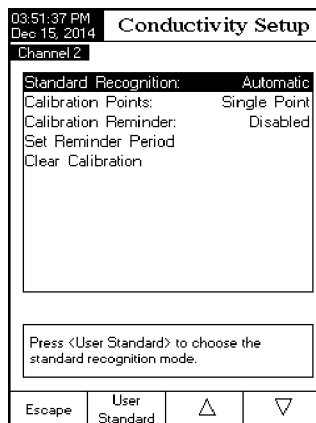 03:51:37 PM
Dec 15, 2014
Conductivity Setup
Channel 2
Standard Recognition: Automatic
Calibration Points: Single Point
Calibration Reminder: Disabled
Set Reminder Period
Clear Calibration
Press <User Standard> to choose the
standard recognition mode.
Escape
User
Standard